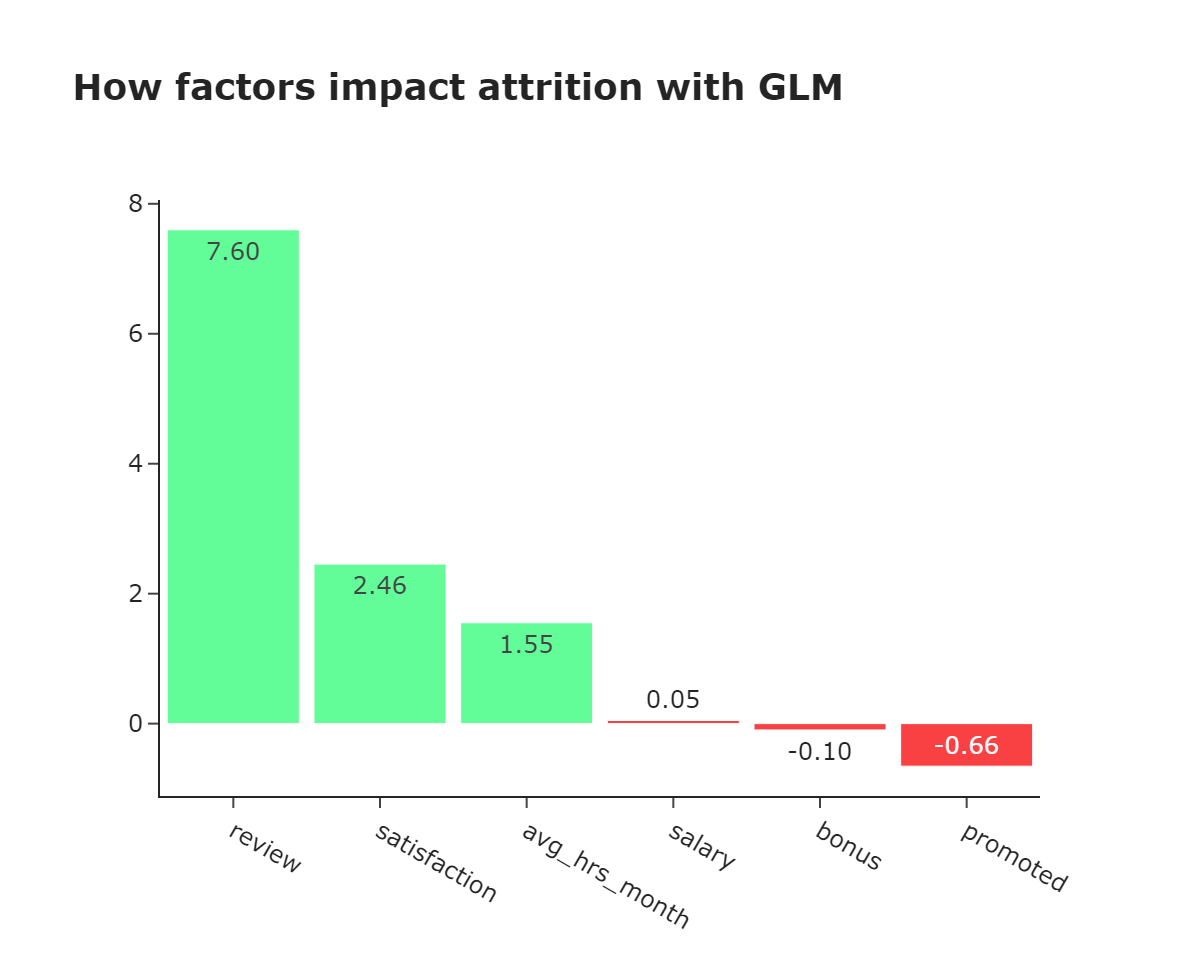 How factors impact attrition with GLM
8
6
4
2
0
7.60
2.46
1.55
0.05
-0.10
-0.66
review
satisfaction
avg_hrs_month
salary
bonus
promoted